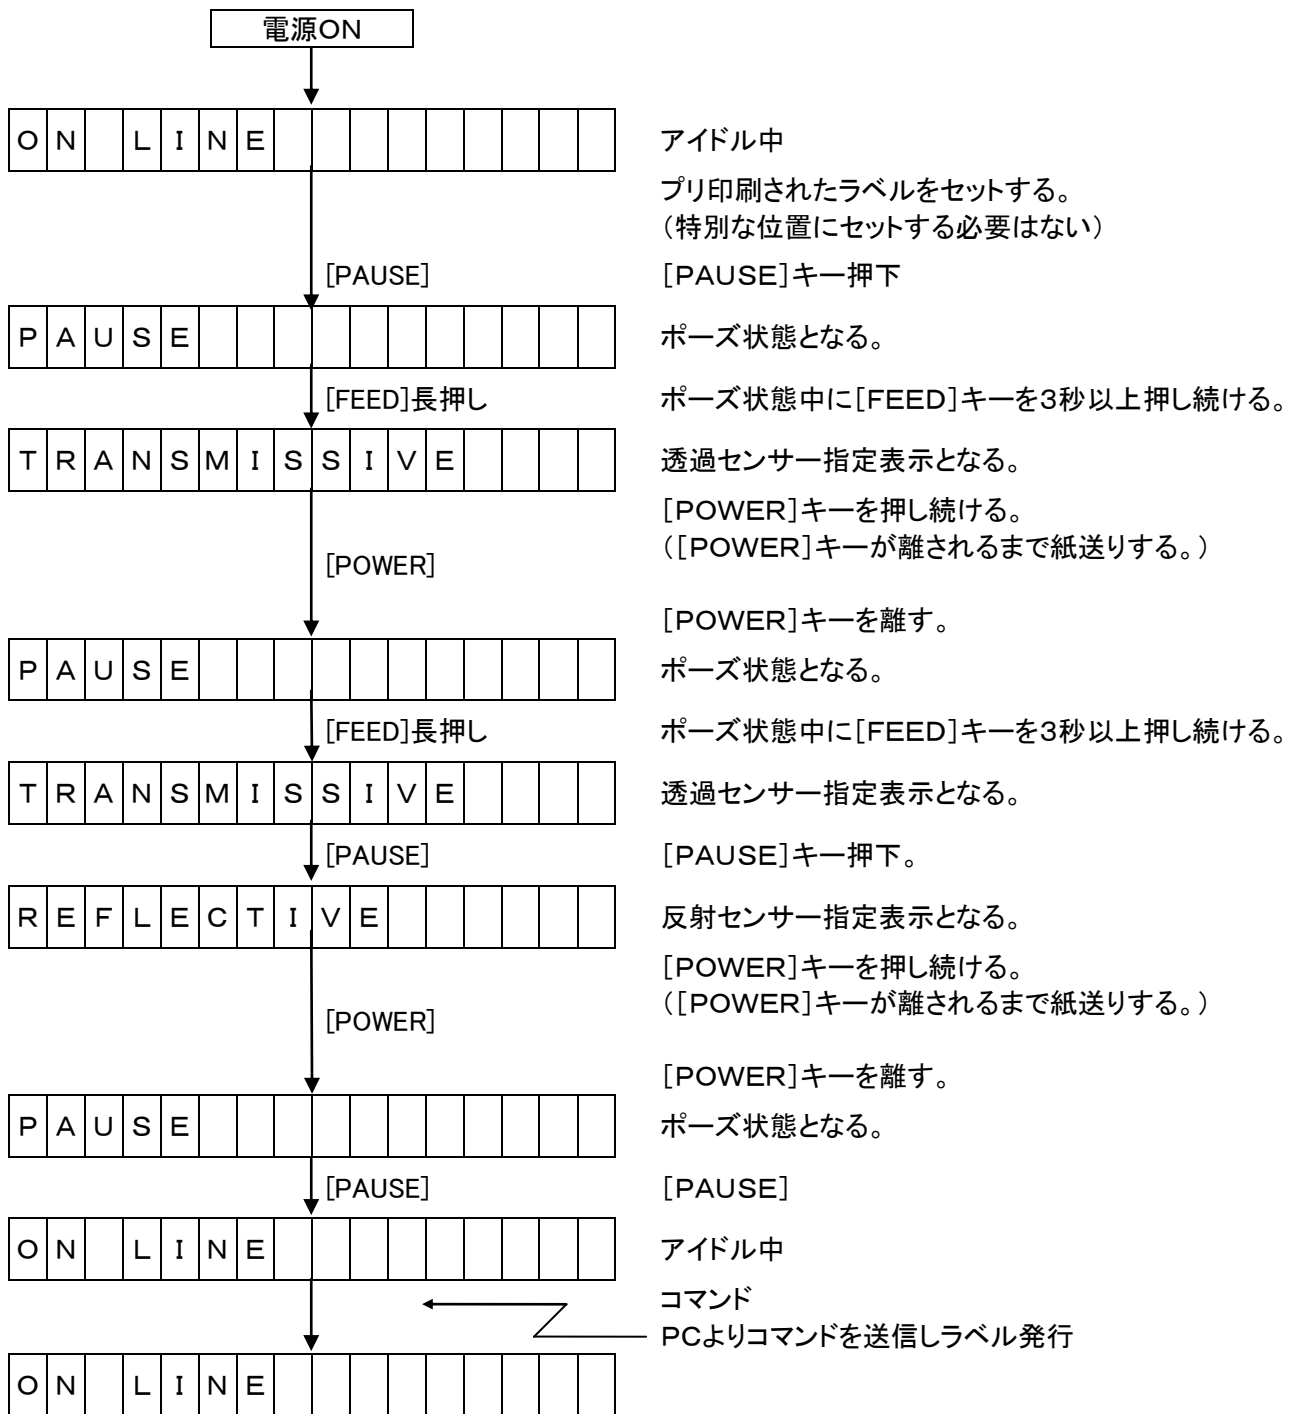 電源ON
ON LINE
アイドル中
プリ印刷されたラベルをセットする。
（特別な位置にセットする必要はない）
[PAUSE]
［PAUSE］キー押下
PAUSE
ポーズ状態となる。
[FEED]長押し
ポーズ状態中に［FEED］キーを3秒以上押し続ける。
TRANSMISSIVE
透過センサー指定表示となる。
［POWER］キーを押し続ける。
（［POWER］キーが離されるまで紙送りする。）
[POWER]
［POWER］キーを離す。
PAUSE
ポーズ状態となる。
[FEED]長押し
ポーズ状態中に［FEED］キーを3秒以上押し続ける。
TRANSMISSIVE
透過センサー指定表示となる。
[PAUSE]
［PAUSE］キー押下。
REFLECTIVE
反射センサー指定表示となる。
［POWER］キーを押し続ける。
（［POWER］キーが離されるまで紙送りする。）
[POWER]
［POWER］キーを離す。
PAUSE
ポーズ状態となる。
[PAUSE]
［PAUSE］
ON LINE
アイドル中
コマンド
PCよりコマンドを送信しラベル発行
ON LINE